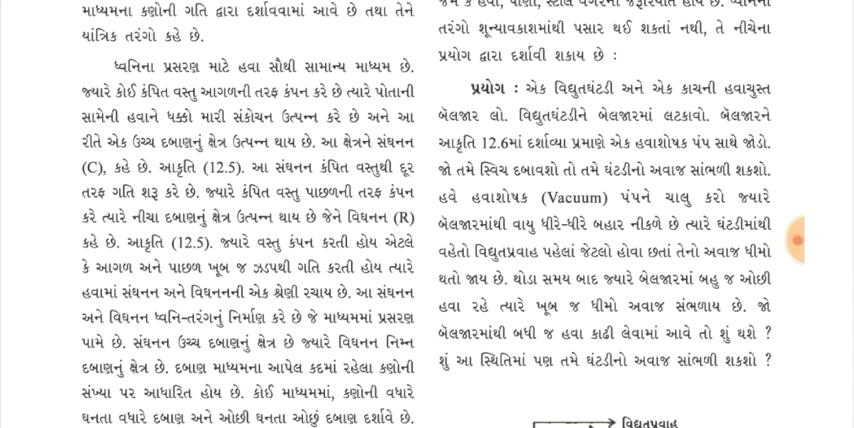 માધ્યમના કણોની ગતિ દ્વારા દર્શાવવામાં આવે છે તથા તેને
યાંત્રિક તરંગો કહે છે.
ધ્વનિના પ્રસરણ માટે હવા સૌથી સામાન્ય માધ્યમ છે.
જ્યારે કોઈ કંપિત વસ્તુ આગળની તરફ કંપન કરે છે ત્યારે પોતાની
સામેની હવાને ધક્કો મારી સંકોચન ઉત્પન્ન કરે છે અને આ
રીતે એક ઉચ્ચ દબાણનું ક્ષેત્ર ઉત્પન્ન થાય છે. આ ક્ષેત્રને સંઘનન
(C), કહે છે. આકૃતિ (12.5). આ સંઘનન કંપિત વસ્તુથી દૂર
તરફ ગતિ શરૂ કરે છે. જ્યારે કંપિત વસ્તુ પાછળની તરફ કંપન
કરે ત્યારે નીચા દબાણનું ક્ષેત્ર ઉત્પન્ન થાય છે જેને વિઘનન (R)
કહે છે. આકૃતિ (12.5). જ્યારે વસ્તુ કંપન કરતી હોય એટલે
કે આગળ અને પાછળ ખૂબ જ ઝડપથી ગતિ કરતી હોય ત્યારે
હવામાં સંઘનન અને વિઘનનની એક શ્રેણી રચાય છે. આ સંઘનન
અને વિઘનન ધ્વનિ-તરંગનું નિર્માણ કરે છે જે માધ્યમમાં પ્રસરણ
પામે છે. સંઘનન ઉચ્ચ દબાણનું ક્ષેત્ર છે જ્યારે વિઘનન નિમ્ન
દબાણનું ક્ષેત્ર છે. દબાણ માધ્યમના આપેલ કદમાં રહેલા કણોની
સંખ્યા પર આધારિત હોય છે. કોઈ માધ્યમમાં, કણોની વધારે
ઘનતા વધારે દબાણ અને ઓછી ઘનતા ઓછું દબાણ દર્શાવે છે.
જેમ કે હવા, પાણી, સ્ટીલ વગેરેની જરૂરિયાત હોય છે. ધ્વનિના
તરંગો શૂન્યાવકાશમાંથી પસાર થઈ શકતાં નથી, તે નીચેના
પ્રયોગ દ્વારા દર્શાવી શકાય છે :
પ્રયોગ : એક વિદ્યુતઘંટડી અને એક કાચની હવાચુસ્ત
બૅલજાર લો. વિદ્યુતઘંટડીને બેલજારમાં લટકાવો. બૅલજારને
આકૃતિ 12.6માં દર્શાવ્યા પ્રમાણે એક હવાશોષક પંપ સાથે જોડો.
જો તમે સ્વિચ દબાવશો તો તમે ઘંટડીનો અવાજ સાંભળી શકશો.
હવે હવાશોષક (Vacuum) પંપને ચાલુ કરો જ્યારે
બૅલજારમાંથી વાયુ ધીરે-ધીરે બહાર નીકળે છે ત્યારે ઘંટડીમાંથી
વહેતો વિદ્યુતપ્રવાહ પહેલાં જેટલો હોવા છતાં તેનો અવાજ ધીમો
થતો જાય છે. થોડા સમય બાદ જ્યારે બેલજારમાં બહુ જ ઓછી
હવા રહે ત્યારે ખૂબ જ ધીમો અવાજ સંભળાય છે. જો
બૅલજારમાંથી બધી જ હવા કાઢી લેવામાં આવે તો શું થશે ?
શું આ સ્થિતિમાં પણ તમે ઘંટડીનો અવાજ સાંભળી શકશો ?
વિદ્યુતપ્રવાહ